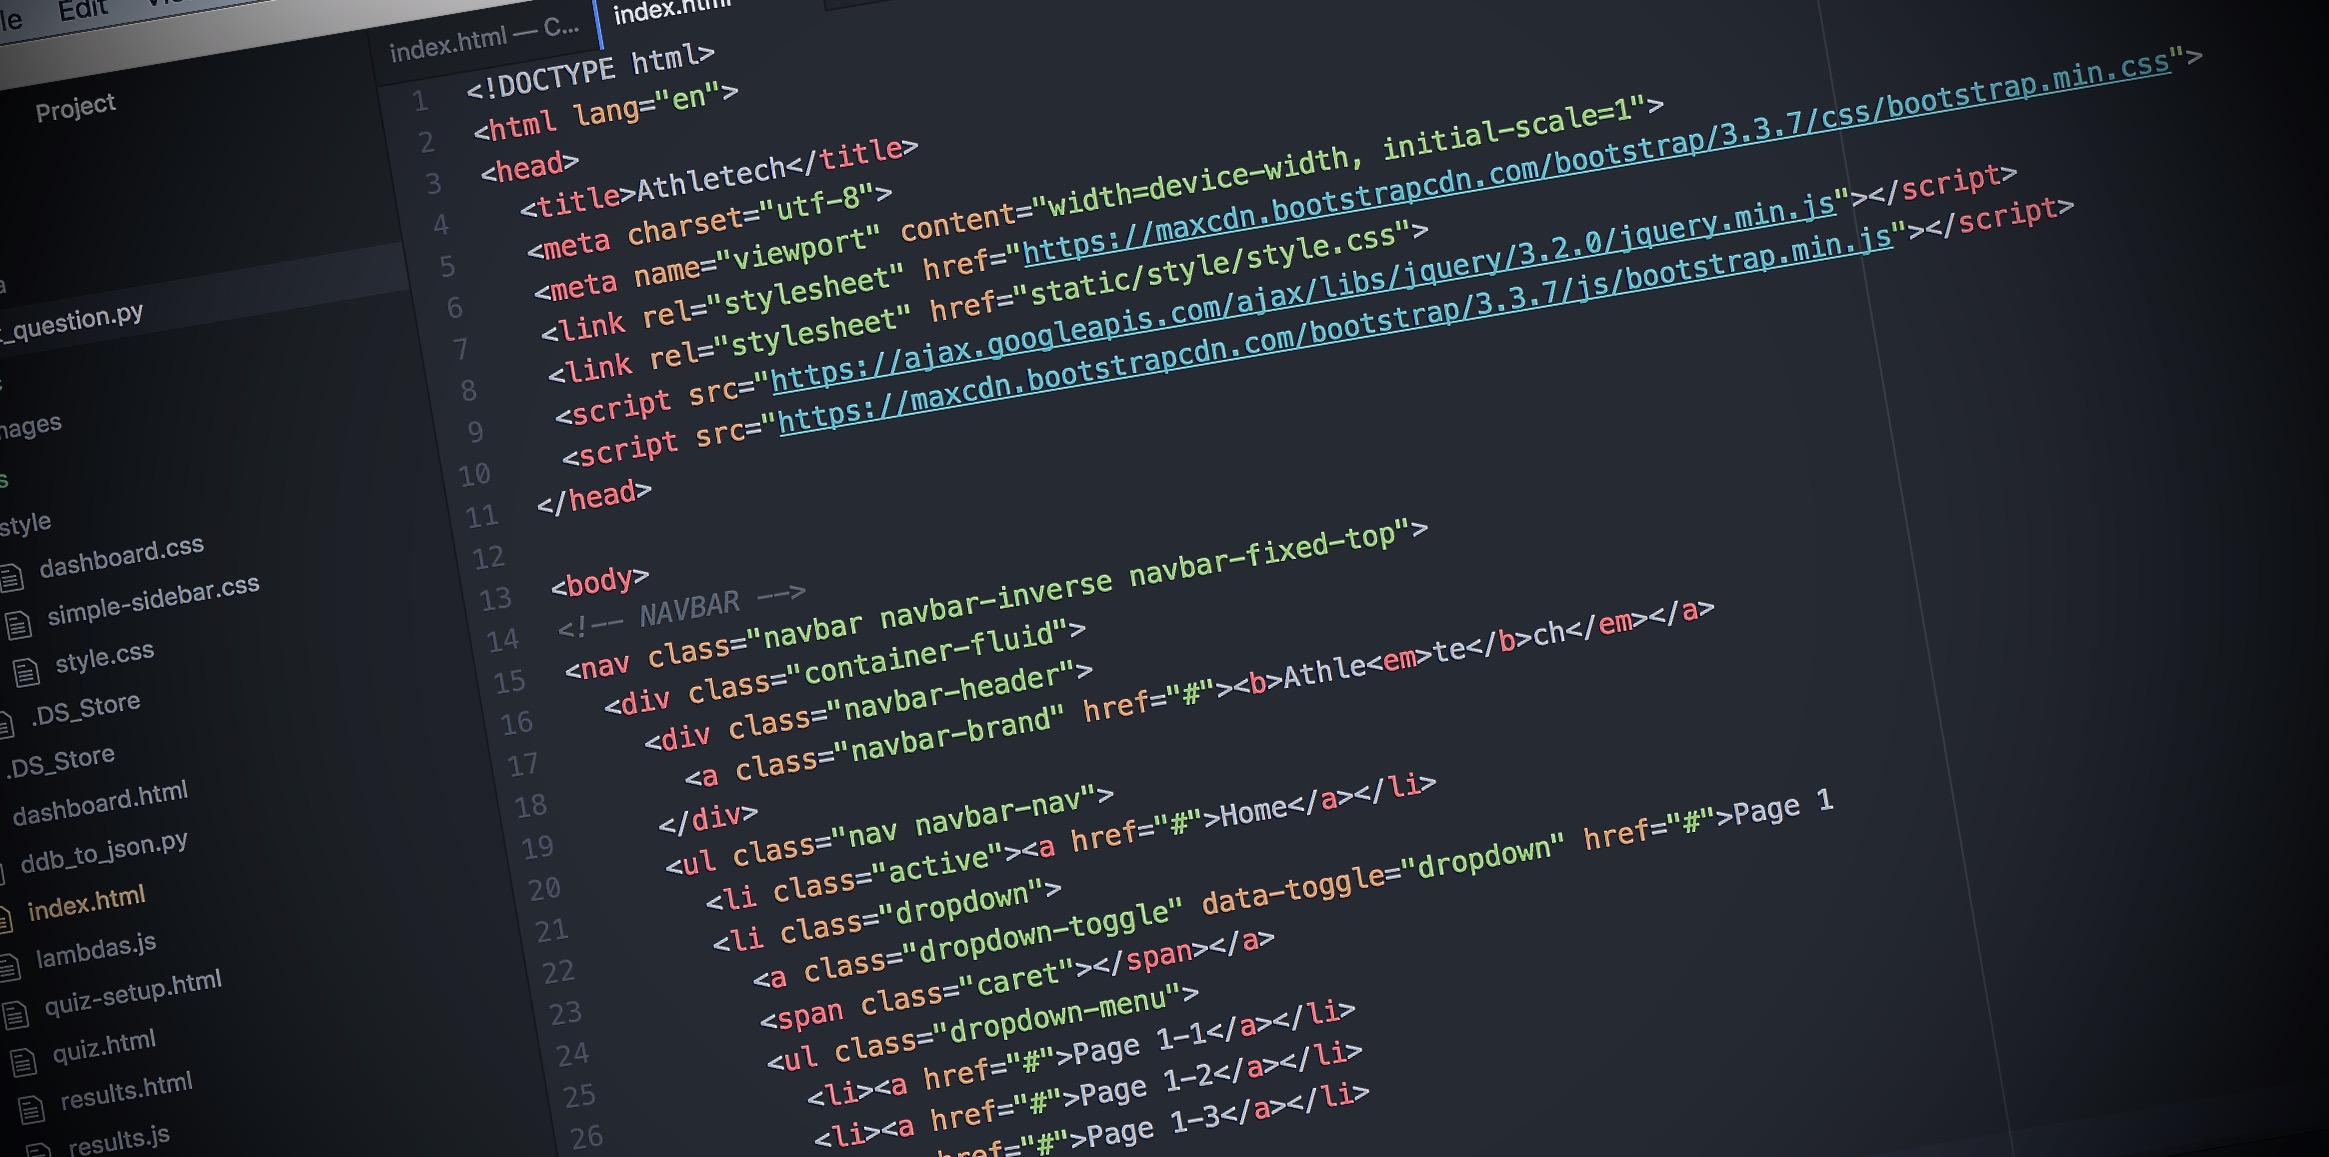 Edit
Project
_question.py
style
dashboard.css
simple-sidebar.css
style.css
.DS_Store
.DS_Store
dashboard.html
ddb_to_json.py
index.html
lambdas.js
quiz-setup.html
quiz.html
results.html
results.js
index.html — C...
index.html
1 <!DOCTYPE html>
2 <html lang="en">
3 <head>
4 <title>Athletech</title>
5 <meta charset="utf-8">
6 <meta name="viewport" content="width=device-width, initial-scale=1">
7 <link rel="stylesheet" href="https://maxcdn.bootstrapcdn.com/bootstrap/3.3.7/css/bootstrap.min.css">
8 <link rel="stylesheet" href="static/style/style.css">
9 <script src="https://ajax.googleapis.com/ajax/libs/jquery/3.2.0/jquery.min.js"></script>
10 <script src="https://maxcdn.bootstrapcdn.com/bootstrap/3.3.7/js/bootstrap.min.js"></script>
11 </head>
12
13 <body>
14 <!-- NAVBAR -->
15 <nav class="navbar navbar-inverse navbar-fixed-top">
16 <div class="container-fluid">
17 <div class="navbar-header">
18 <a class="navbar-brand" href="#"><b>Athle<em>te</b>ch</em></a>
19 </div>
20 <ul class="nav navbar-nav">
21 <li class="active"><a href="#">Home</a></li>
22 <li class="dropdown">
23 <a class="dropdown-toggle" data-toggle="dropdown" href="#">Page 1
24 <span class="caret"></span></a>
25 <ul class="dropdown-menu">
26 <li><a href="#">Page 1-1</a></li>
<li><a href="#">Page 1-2</a></li>
href="#">Page 1-3</a></li>